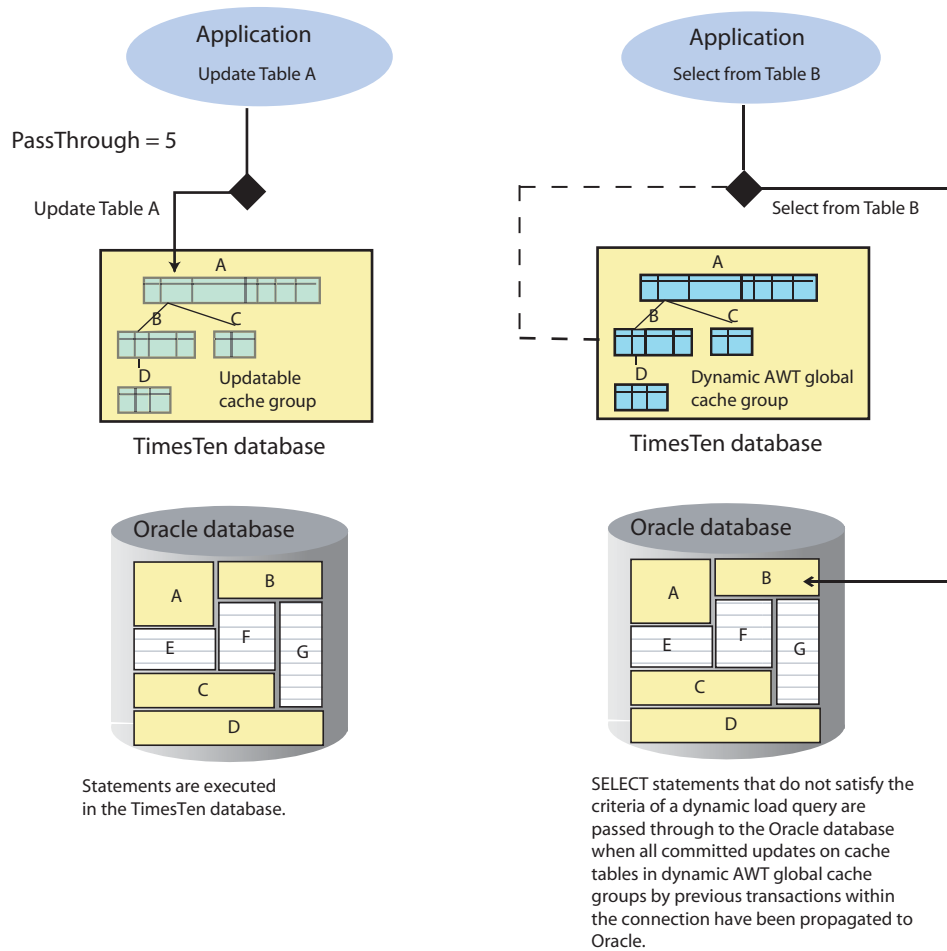 Application
Update Table A
PassThrough = 5
Update Table A
A
B
C
D
Updatable
cache group
TimesTen database
Oracle database
A
B
E
F
G
C
D
Statements are executed
in the TimesTen database.
Application
Select from Table B
Select from Table B
A
B
C
D
Dynamic AWT global
cache group
TimesTen database
Oracle database
A
B
E
F
G
C
D
SELECT statements that do not satisfy the
criteria of a dynamic load query are
passed through to the Oracle database
when all committed updates on cache
tables in dynamic AWT global cache
groups by previous transactions within
the connection have been propagated to
Oracle.